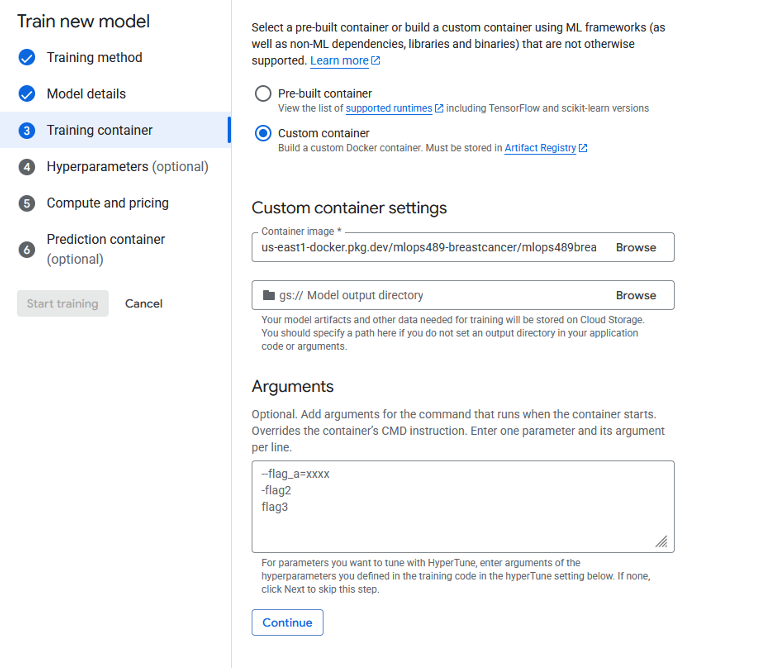 Train new model
Training method
Model details
3 Training container
4 Hyperparameters (optional)
5 Compute and pricing
6 Prediction container
(optional)
Start training Cancel
Select a pre-built container or build a custom container using ML frameworks (as
well as non-ML dependencies, libraries and binaries) that are not otherwise
supported. Learn more
Pre-built container
View the list of supported runtimes including TensorFlow and scikit-learn versions
Custom container
Build a custom Docker container. Must be stored in Artifact Registry
Custom container settings
Container image *
us-east1-docker.pkg.dev/mlops489-breastcancer/mlops489brea Browse
gs:// Model output directory Browse
Your model artifacts and other data needed for training will be stored on Cloud Storage.
You should specify a path here if you do not set an output directory in your application
code or arguments.
Arguments
Optional. Add arguments for the command that runs when the container starts.
Overrides the container's CMD instruction. Enter one parameter and its argument
per line.
--flag_a=xxxx
-flag2
flag3
For parameters you want to tune with HyperTune, enter arguments of the
hyperparameters you defined in the training code in the hyperTune setting below. If none,
click Next to skip this step.
Continue